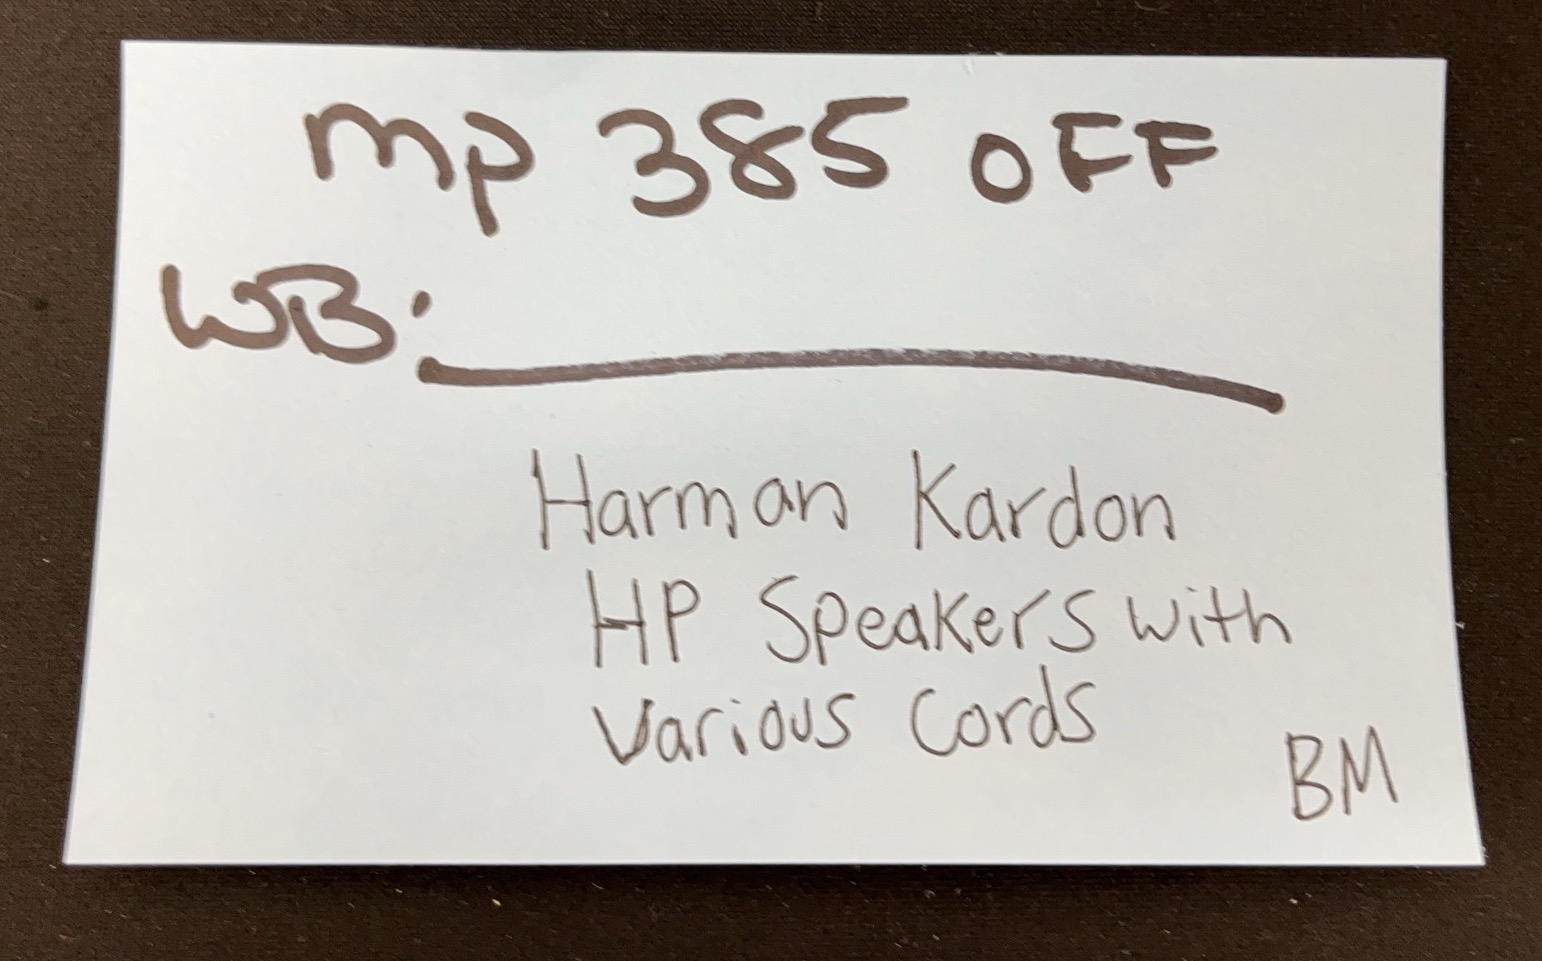 mp 385 OFF
WB:
Harman Kardon
HP Speakers with
Various Cords
BM